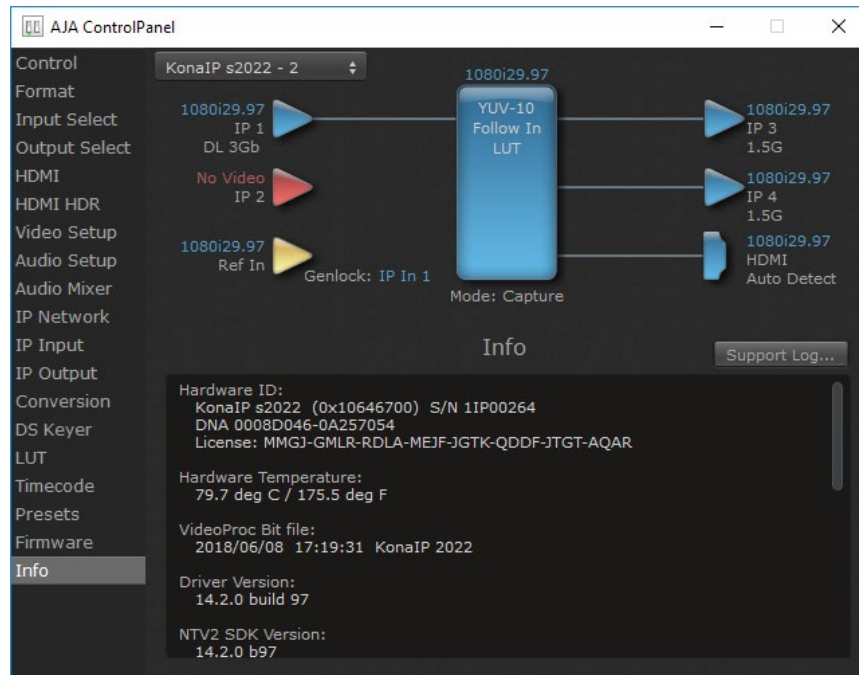 AJA ControlPanel
Control
Format
Input Select
Output Select
HDMI
HDMI HDR
Video Setup
Audio Setup
Audio Mixer
IP Network
IP Input
IP Output
Conversion
DS Keyer
LUT
Timecode
Presets
Firmware
Info
KonaIP s2022 - 2
1080i29.97
IP 1
DL 3Gb
No Video
IP 2
1080i29.97
Ref In
Genlock: IP In 1
1080i29.97
YUV-10
Follow In
LUT
Mode: Capture
1080i29.97
IP 3
1.5G
1080i29.97
IP 4
1.5G
1080i29.97
HDMI
Auto Detect
Info
Support Log...
Hardware ID:
KonaIP s2022 (0x10646700) S/N 1IP00264
DNA 0008D046-0A257054
License: MMGJ-GMLR-RDLA-MEJF-JGTK-QDDF-JTGT-AQAR
Hardware Temperature:
79.7 deg C / 175.5 deg F
VideoProc Bit file:
2018/06/08 17:19:31 KonaIP 2022
Driver Version:
14.2.0 build 97
NTV2 SDK Version:
14.2.0 b97